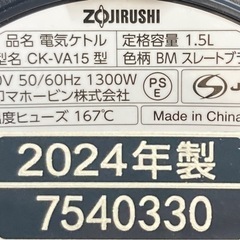 ZOJIRUSHI
品名 電気ケトル 定格容量 1.5L
型名 CK-VA15 型 色柄 BM スレートブラ
0V 50/60Hz 1300W
印マホービン株式会社
PS
E
温度ヒューズ 167℃ Made in China
2024年製
7540330